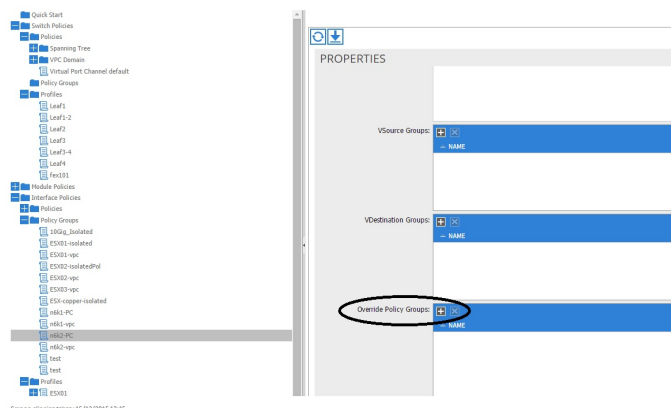 Quick Start
Switch Policies
Policies
Spanning Tree
VPC Domain
Virtual Port Channel default
Policy Groups
Profiles
Leaf1
Leaf1-2
Leaf2
Leaf3
Leaf3-4
Leaf4
fex101
Module Policies
Interface Policies
Policies
Policy Groups
10Gig_Isolated
ESX01-isolated
ESX01-vpc
ESX02-isolatedPol
ESX02-vpc
ESX03-vpc
ESX-copper-isolated
n6k1-PC
n6k1-vpc
n6k2-PC
n6k2-vpc
test
test
Profiles
ESX01
PROPERTIES
VSource Groups:
NAME
VDestination Groups:
NAME
Override Policy Groups:
NAME